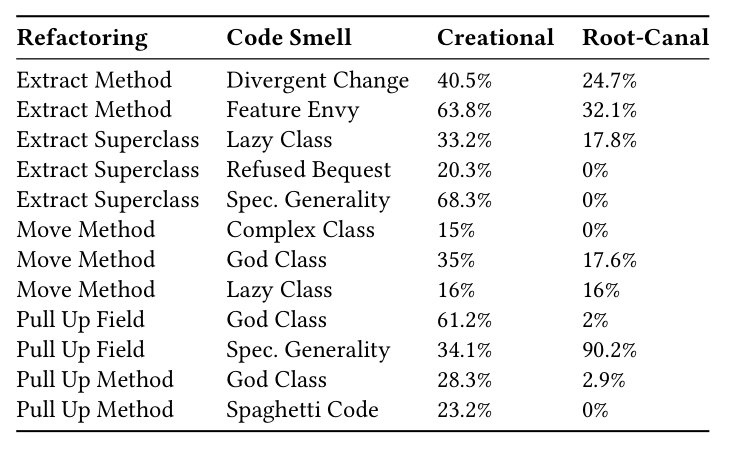 Refactoring Code Smell Creational Root-Canal
Extract Method Divergent Change 40.5% 24.7%
Extract Method Feature Envy 63.8% 32.1%
Extract Superclass Lazy Class 33.2% 17.8%
Extract Superclass Refused Bequest 20.3% 0%
Extract Superclass Spec. Generality 68.3% 0%
Move Method Complex Class 15% 0%
Move Method God Class 35% 17.6%
Move Method Lazy Class 16% 16%
Pull Up Field God Class 61.2% 2%
Pull Up Field Spec. Generality 34.1% 90.2%
Pull Up Method God Class 28.3% 2.9%
Pull Up Method Spaghetti Code 23.2% 0%